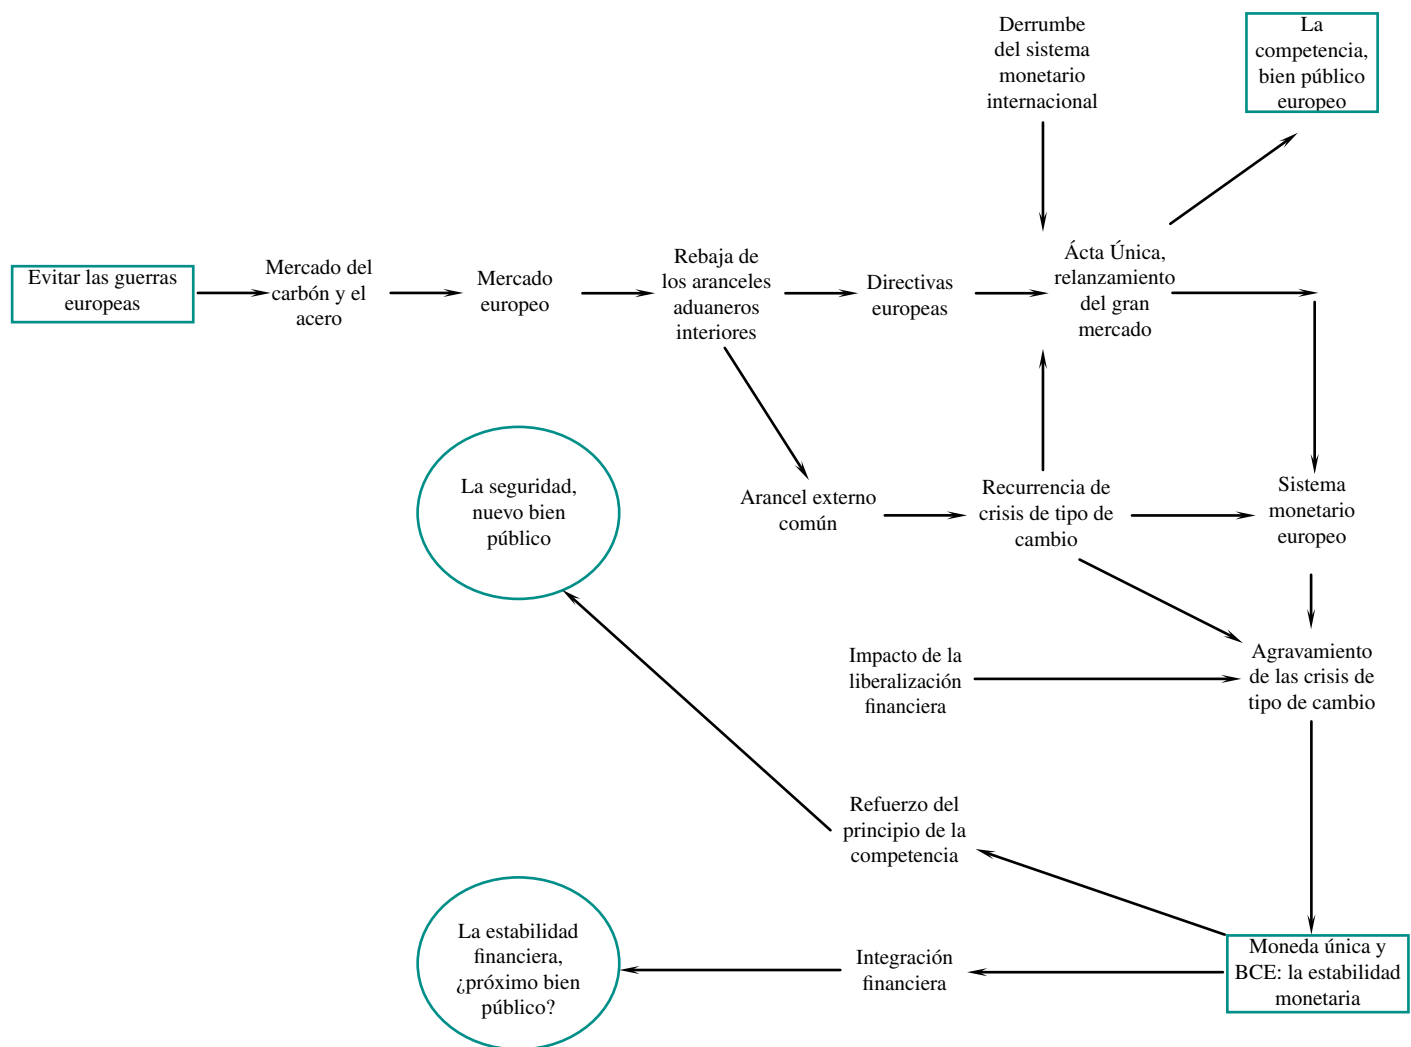 Derrumbe
del sistema
monetario
internacional
La
competencia,
bien público
europeo
Evitar las guerras
europeas
Mercado del
carbón y el
acero
Mercado
europeo
Rebaja de
los aranceles
aduaneros
interiores
Directivas
europeas
Ácta Única,
relanzamiento
del gran
mercado
La seguridad,
nuevo bien
público
Arancel externo
común
Recurrencia de
crisis de tipo de
cambio
Sistema
monetario
europeo
Impacto de la
liberalización
financiera
Agravamiento
de las crisis de
tipo de cambio
Refuerzo del
principio de la
competencia
La estabilidad
financiera,
¿próximo bien
público?
Integración
financiera
Moneda única y
BCE: la estabilidad
monetaria